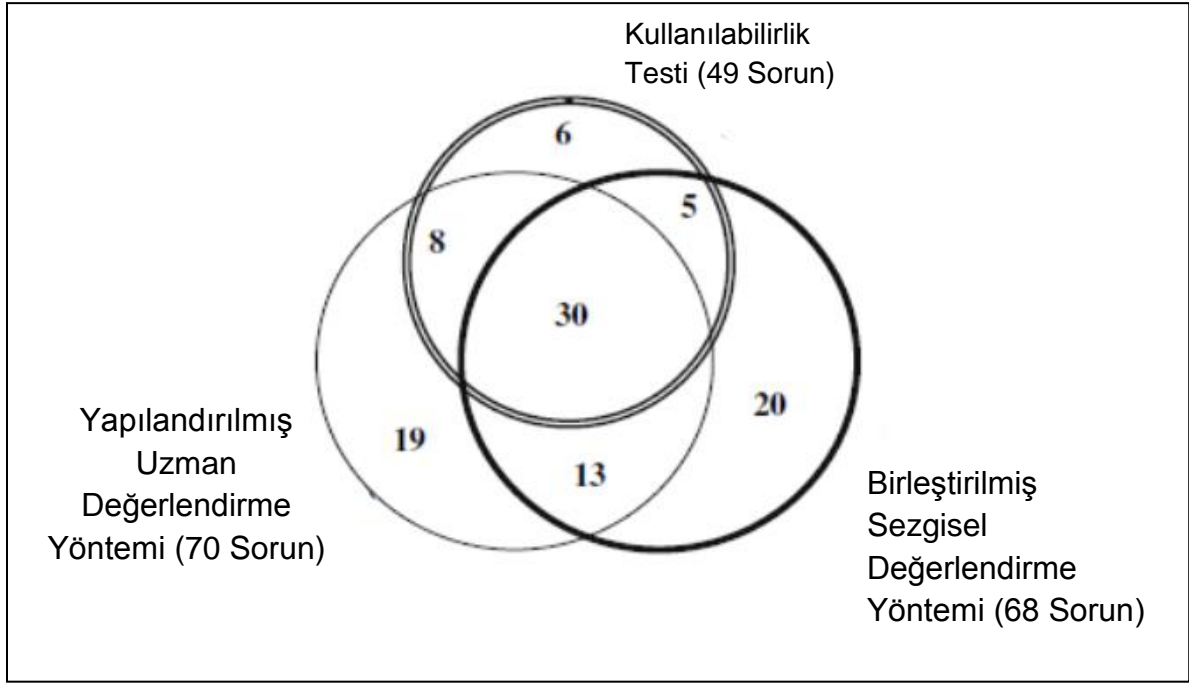 Kullanılabilirlik
Testi (49 Sorun)
6
5
8
30
20
19
13
Yapılandırılmış
Uzman
Değerlendirme
Yöntemi (70 Sorun)
Birleştirilmiş
Sezgisel
Değerlendirme
Yöntemi (68 Sorun)